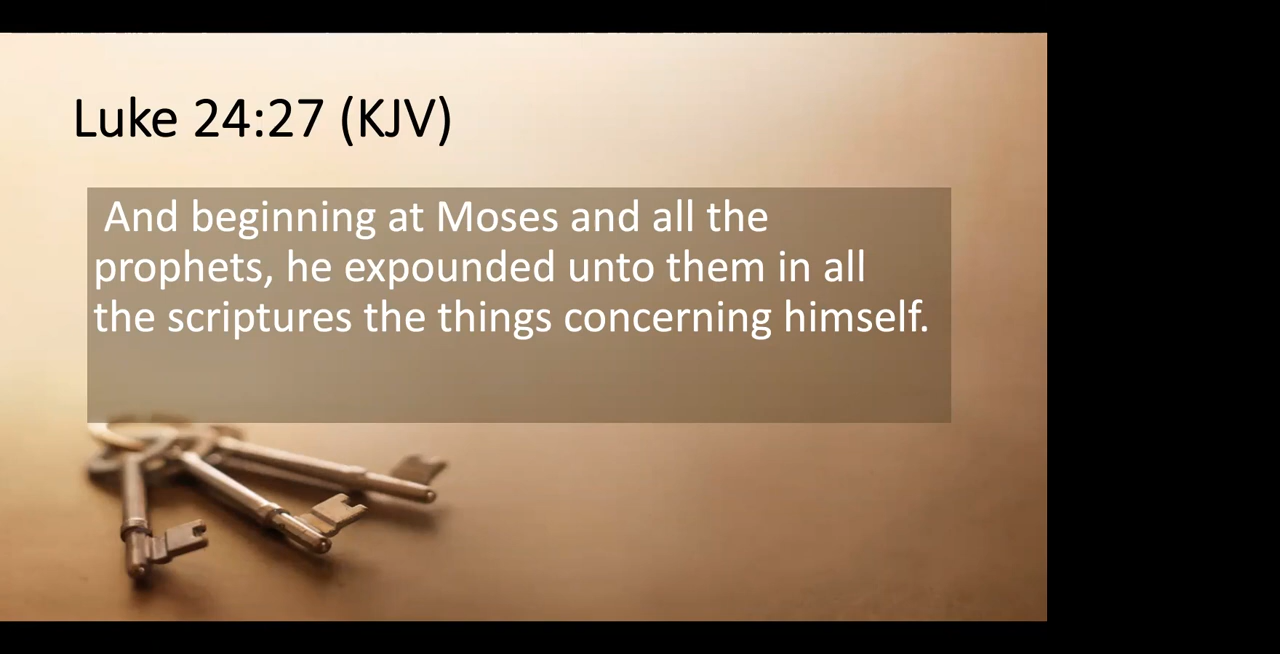 Luke 24:27 (KJV)
And beginning at Moses and all the
prophets, he expounded unto them in all
the scriptures the things concerning himself.